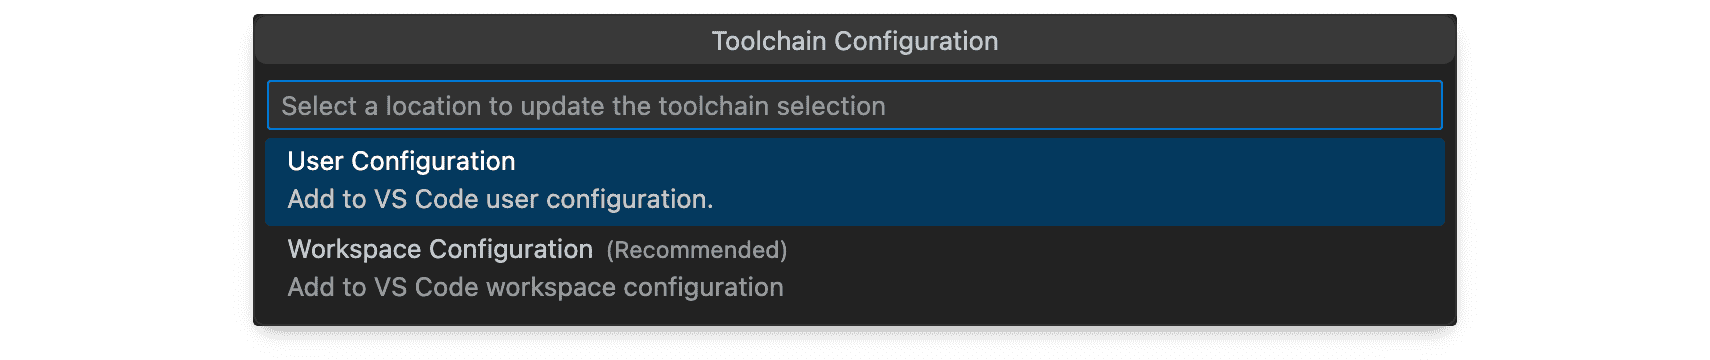 Toolchain Configuration
Select a location to update the toolchain selection
User Configuration
Add to VS Code user configuration.
Workspace Configuration (Recommended)
Add to VS Code workspace configuration